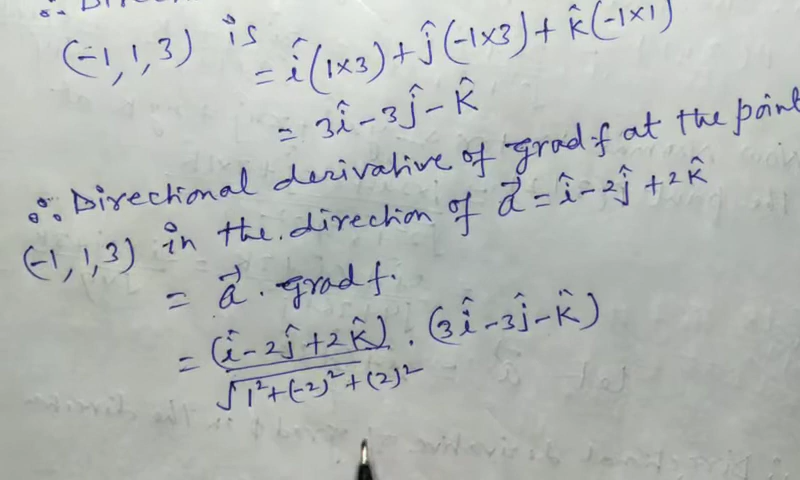 ∴ Directi
(-1, 1, 3) is
= î(1×3) + ĵ(-1×3) + k̂(-1×1)
= 3î - 3ĵ - k̂
∴ Directional derivative of grad f at the point
(-1, 1, 3) in the direction of a⃗ = î - 2ĵ + 2k̂
= a⃗ . grad f.
= (î - 2ĵ + 2k̂) . (3î - 3ĵ - k̂)
√1² + (-2)² + (2)²